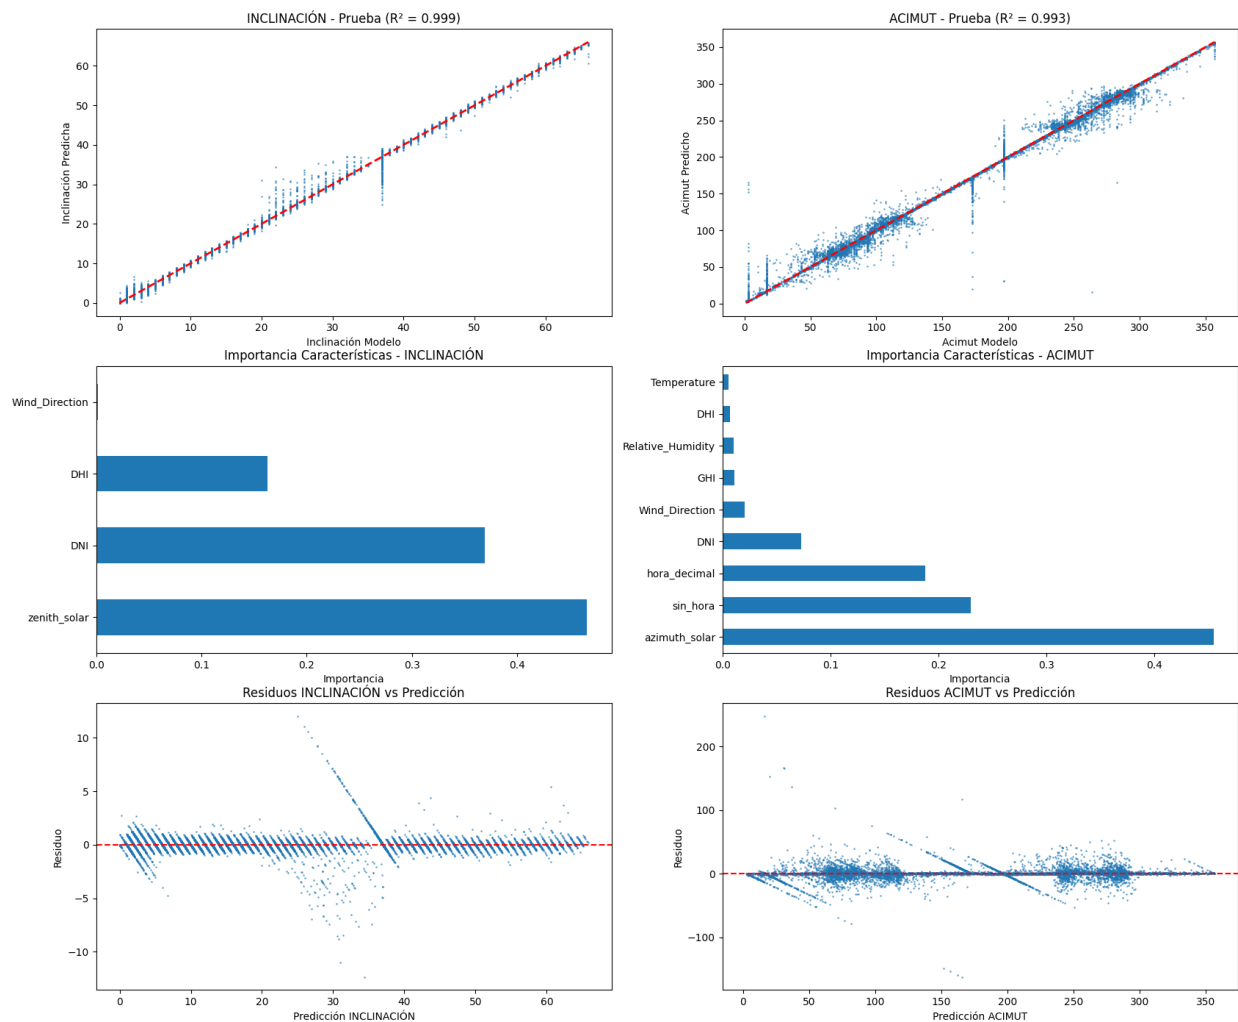 INCLINACIÓN - Prueba (R² = 0.999)
Inclinación Predicha
60
50
40
30
20
10
0
0 10 20 30 40 50 60
Inclinación Modelo
ACIMUT - Prueba (R² = 0.993)
Acimut Predicho
350
300
250
200
150
100
50
0
0 50 100 150 200 250 300 350
Acimut Modelo
Importancia Características - INCLINACIÓN
Wind_Direction
DHI
DNI
zenith_solar
0.0 0.1 0.2 0.3 0.4
Importancia
Importancia Características - ACIMUT
Temperature
DHI
Relative_Humidity
GHI
Wind_Direction
DNI
hora_decimal
sin_hora
azimuth_solar
0.0 0.1 0.2 0.3 0.4
Importancia
Residuos INCLINACIÓN vs Predicción
Residuo
10
5
0
−5
−10
0 10 20 30 40 50 60
Predicción INCLINACIÓN
Residuos ACIMUT vs Predicción
Residuo
200
100
0
−100
0 50 100 150 200 250 300 350
Predicción ACIMUT